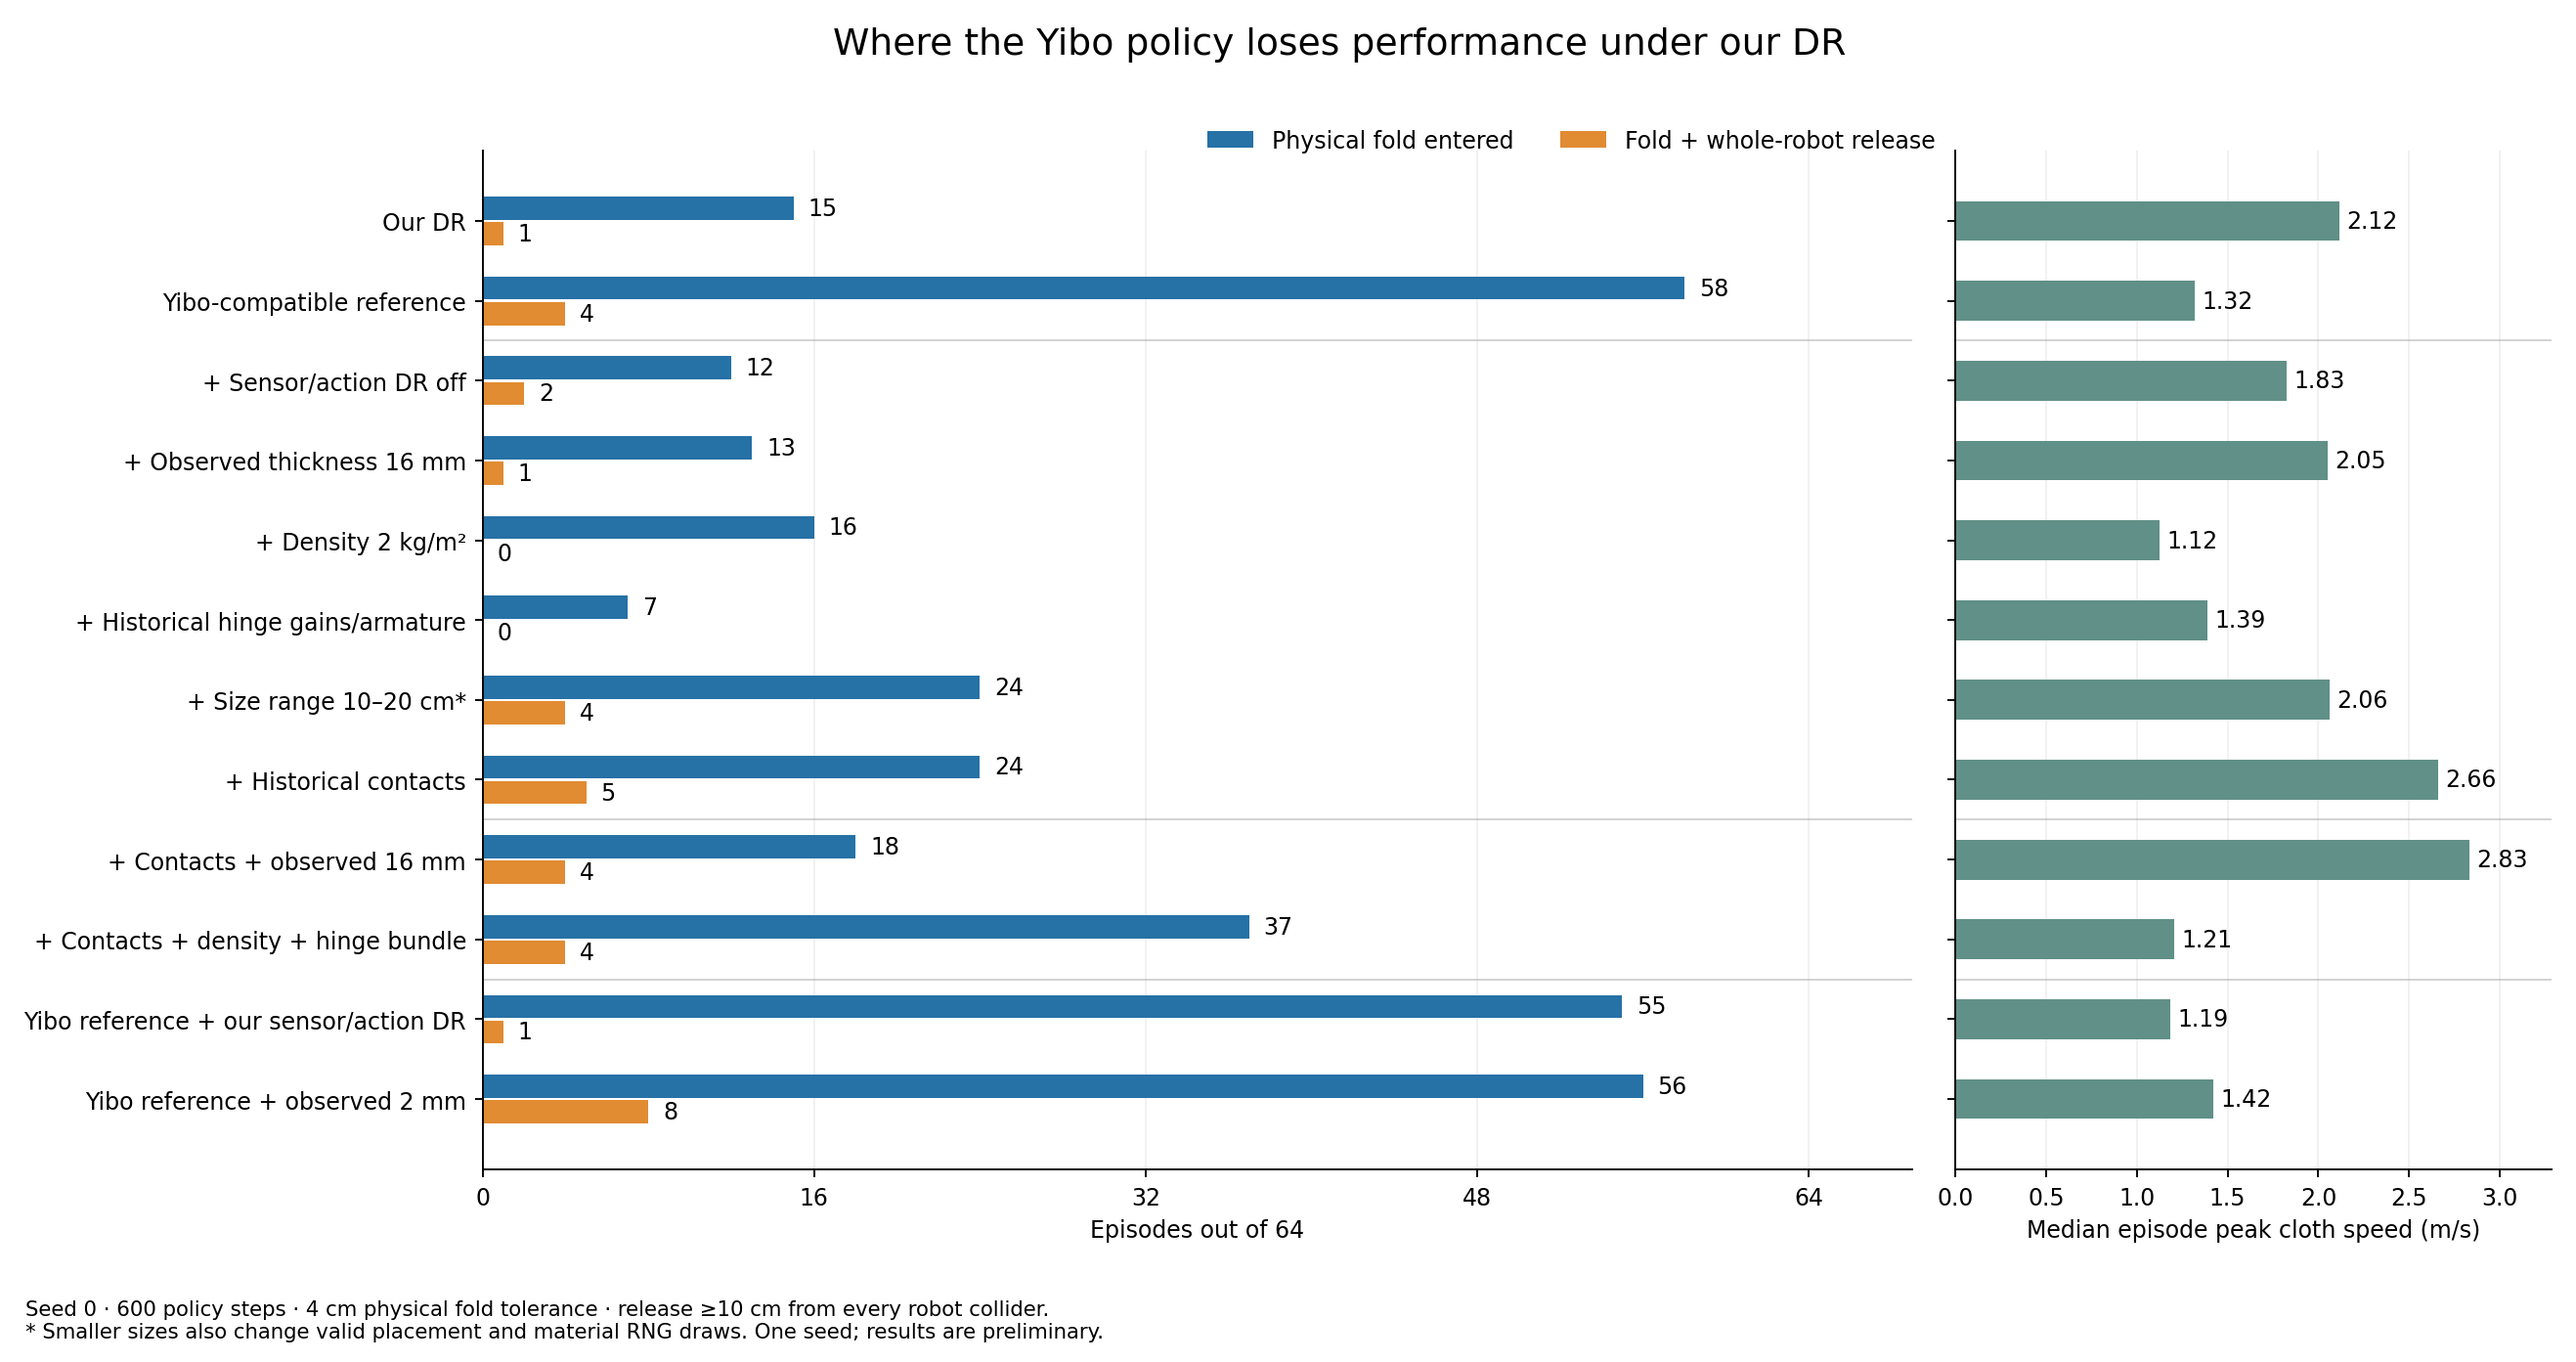 Where the Yibo policy loses performance under our DR
Physical fold entered
Fold + whole-robot release
Our DR
15
1
2.12
Yibo-compatible reference
58
4
1.32
+ Sensor/action DR off
12
2
1.83
+ Observed thickness 16 mm
13
1
2.05
+ Density 2 kg/m²
16
0
1.12
+ Historical hinge gains/armature
7
0
1.39
+ Size range 10–20 cm*
24
4
2.06
+ Historical contacts
24
5
2.66
+ Contacts + observed 16 mm
18
4
2.83
+ Contacts + density + hinge bundle
37
4
1.21
Yibo reference + our sensor/action DR
55
1
1.19
Yibo reference + observed 2 mm
56
8
1.42
0 16 32 48 64
0.0 0.5 1.0 1.5 2.0 2.5 3.0
Episodes out of 64
Median episode peak cloth speed (m/s)
Seed 0 · 600 policy steps · 4 cm physical fold tolerance · release ≥10 cm from every robot collider.
* Smaller sizes also change valid placement and material RNG draws. One seed; results are preliminary.